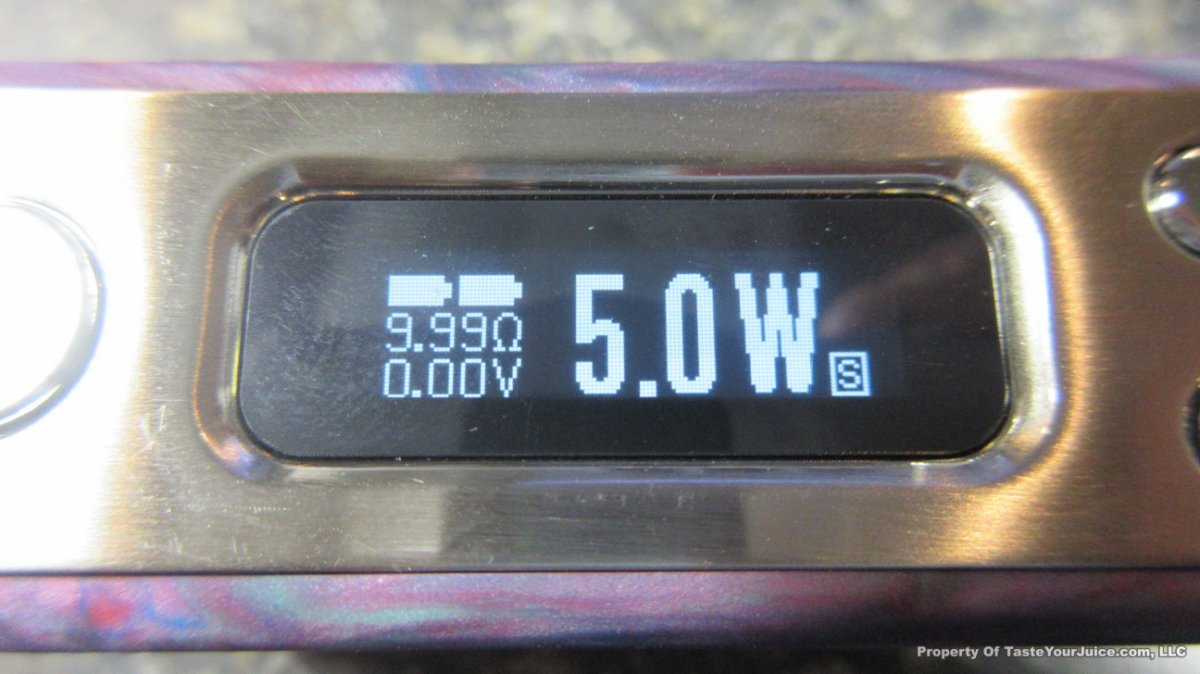 9.99Ω
0.00V
5.0W
S
Property Of TasteYourJuice.com, LLC